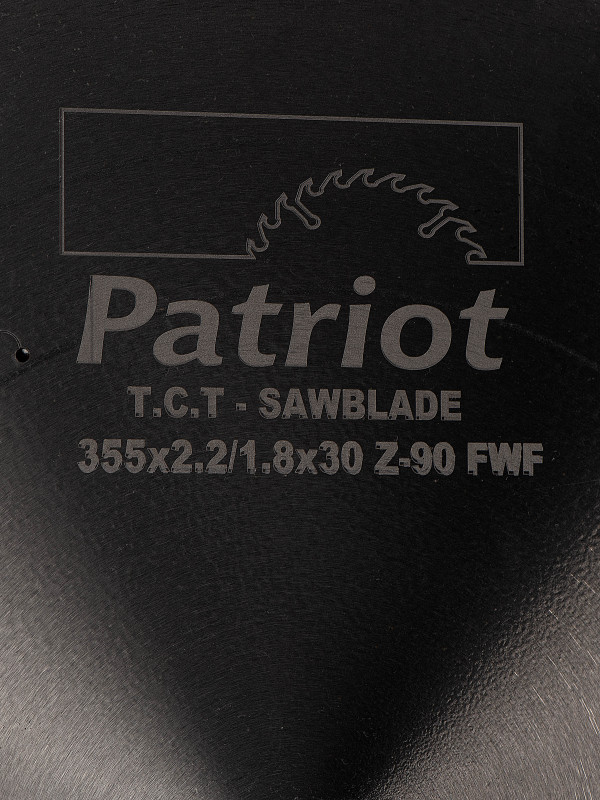 Patriot
T.C.T - SAWBLADE
355x2.2/1.8x30 Z-90 FWF